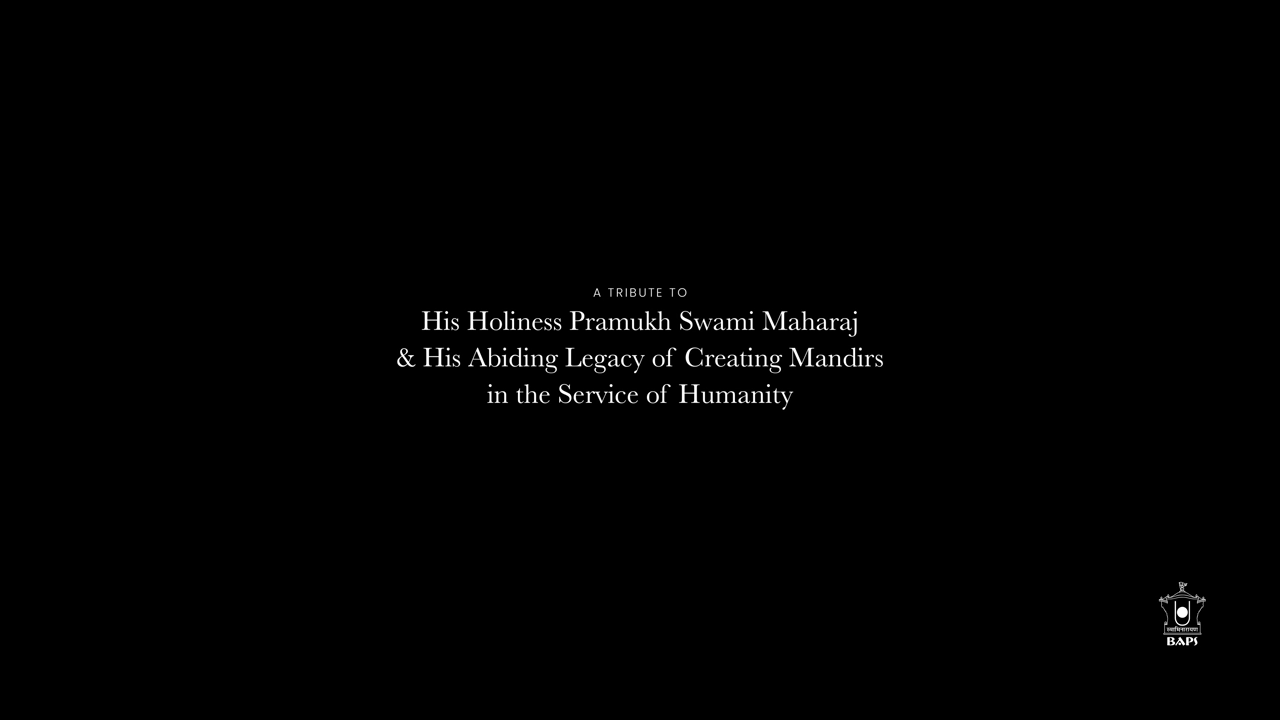 A TRIBUTE TO
His Holiness Pramukh Swami Maharaj
& His Abiding Legacy of Creating Mandirs
in the Service of Humanity
स्वामिनारायण
BAPS